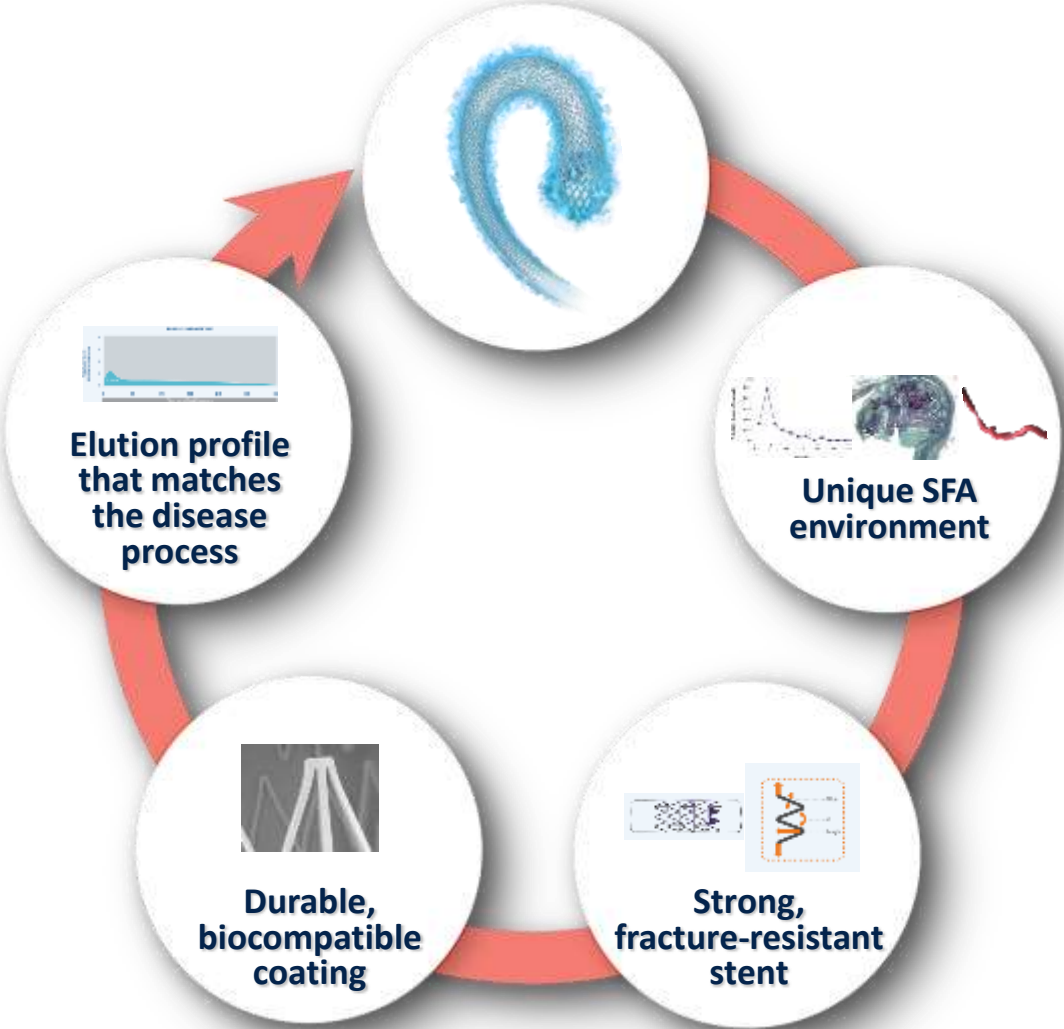 Unique SFA
environment
Strong,
fracture-resistant
stent
Durable,
biocompatible
coating
Elution profile
that matches
the disease
process